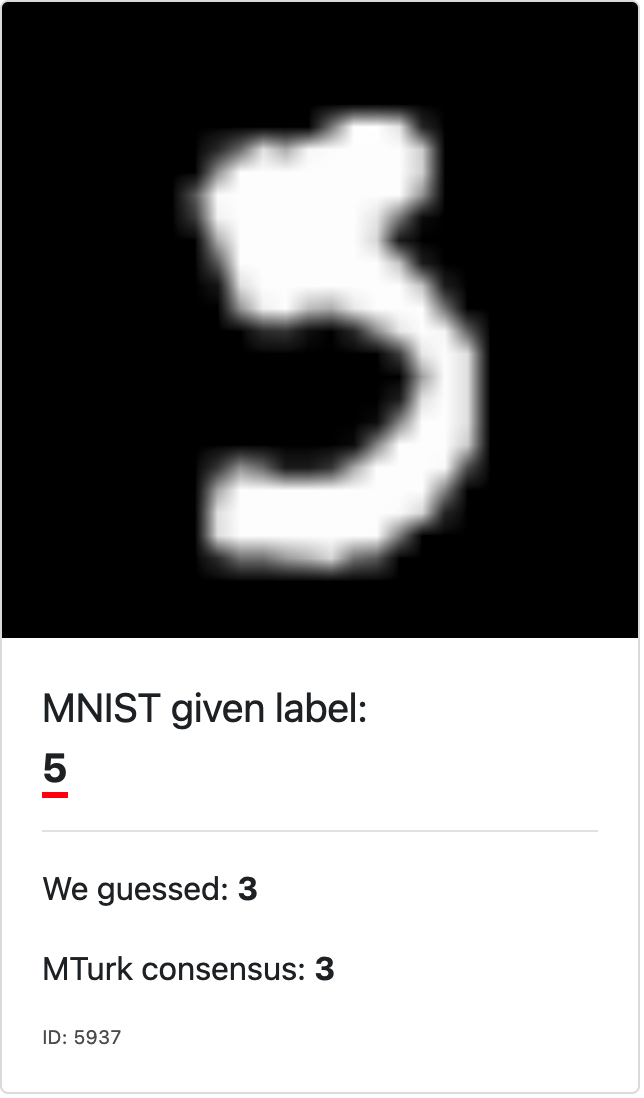 MNIST given label:
5
We guessed: 3
MTurk consensus: 3
ID: 5937